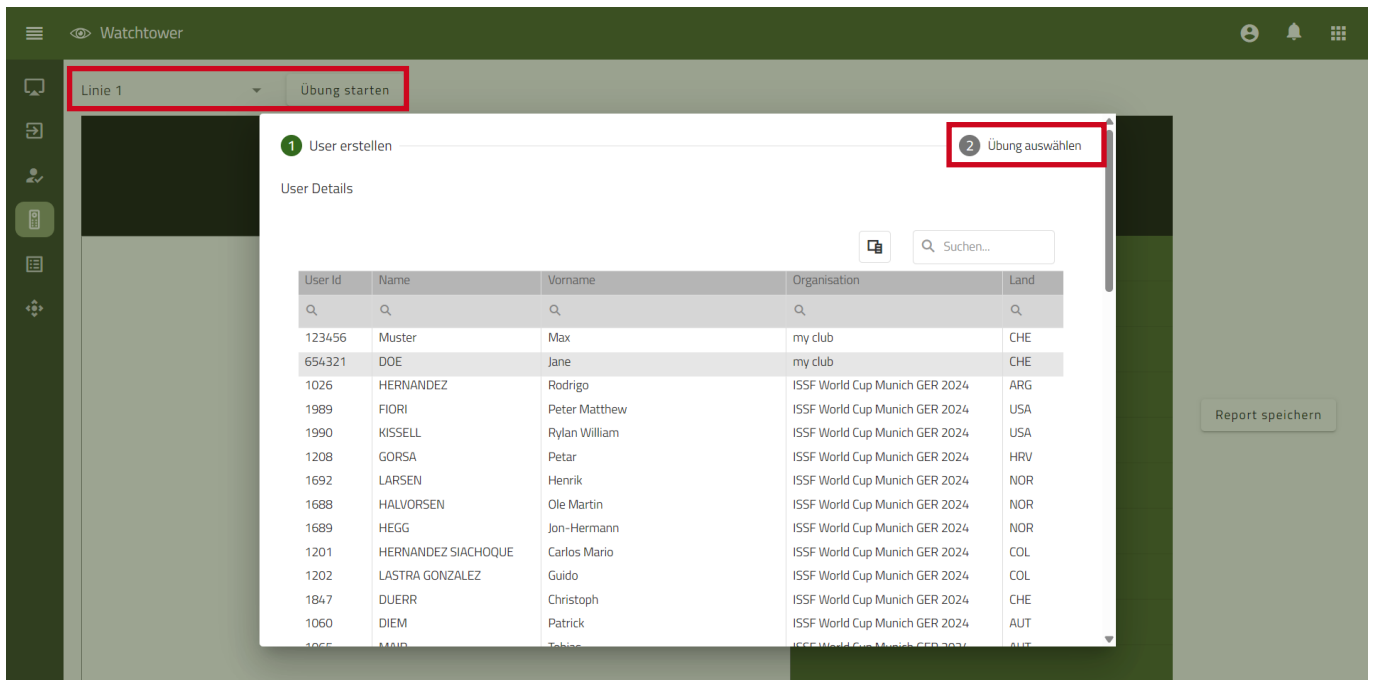 Watchtower
Linie 1 Übung starten
1 User erstellen 2 Übung auswählen
User Details
Suchen...
User Id Name Vorname Organisation Land
123456 Muster Max my club CHE
654321 DOE Jane my club CHE
1026 HERNANDEZ Rodrigo ISSF World Cup Munich GER 2024 ARG
1989 FIORI Peter Matthew ISSF World Cup Munich GER 2024 USA
1990 KISSELL Rylan William ISSF World Cup Munich GER 2024 USA
1208 GORSA Petar ISSF World Cup Munich GER 2024 HRV
1692 LARSEN Henrik ISSF World Cup Munich GER 2024 NOR
1688 HALVORSEN Ole Martin ISSF World Cup Munich GER 2024 NOR
1689 HEGG Jon-Hermann ISSF World Cup Munich GER 2024 NOR
1201 HERNANDEZ SIACHOQUE Carlos Mario ISSF World Cup Munich GER 2024 COL
1202 LASTRA GONZALEZ Guido ISSF World Cup Munich GER 2024 COL
1847 DUERR Christoph ISSF World Cup Munich GER 2024 CHE
1060 DIEM Patrick ISSF World Cup Munich GER 2024 AUT
ISSF World Cup Munich GER 2024 AUT
Report speichern